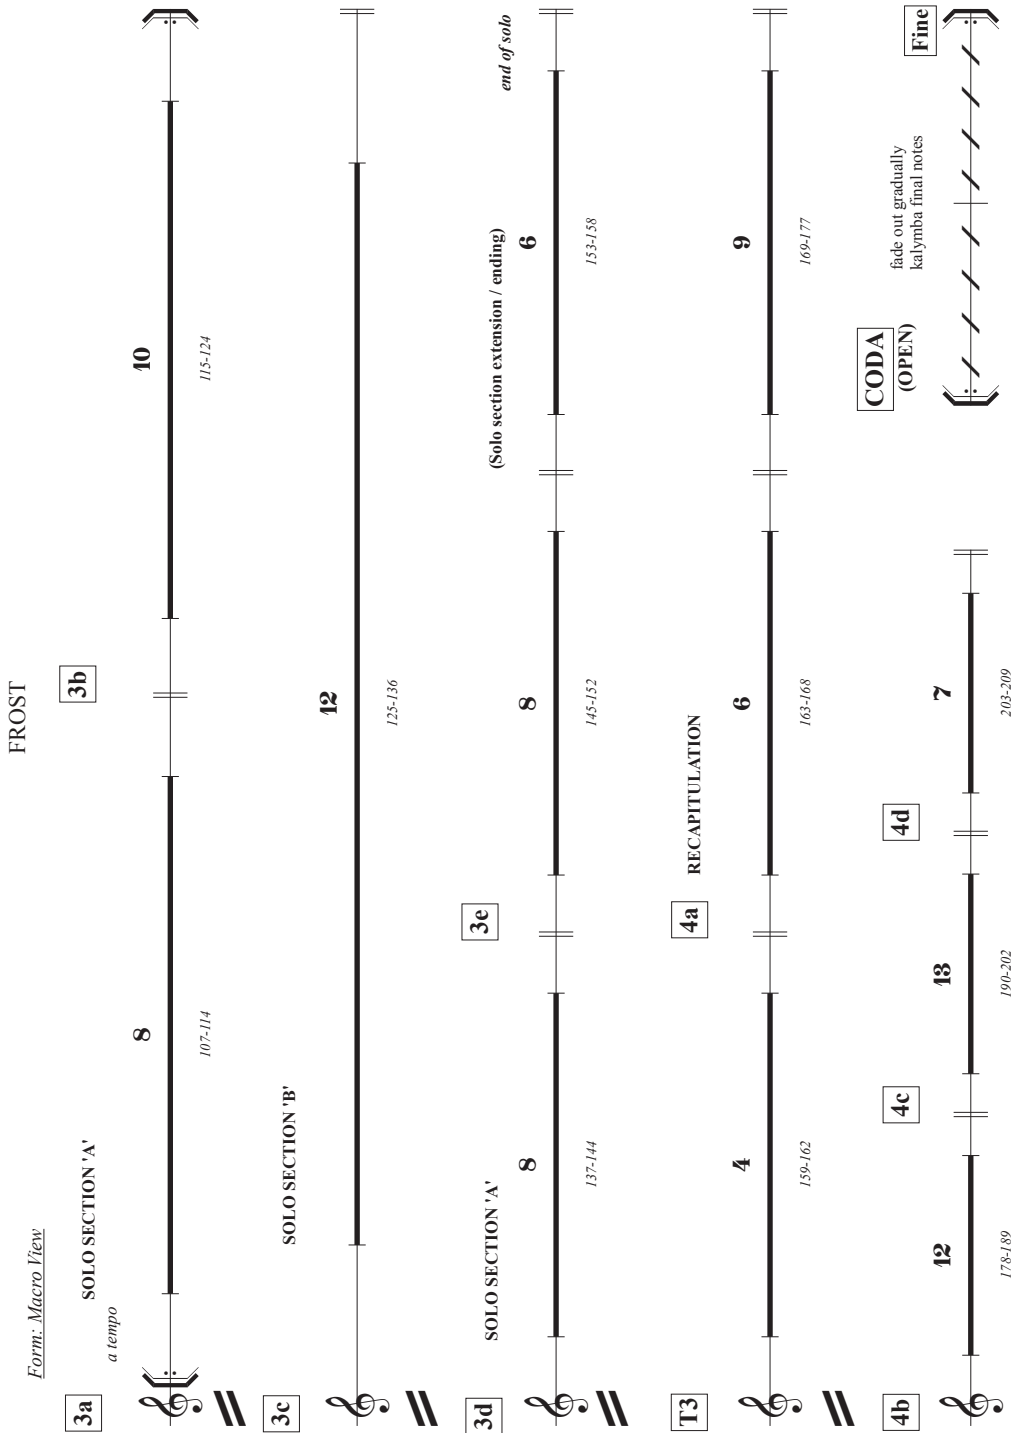 FROST
Form: Macro View
3a
SOLO SECTION 'A'
a tempo
8
107-114
3b
10
115-124
3c
SOLO SECTION 'B'
12
125-136
3d
SOLO SECTION 'A'
8
137-144
3e
8
145-152
(Solo section extension / ending)
6
153-158
end of solo
T3
4
159-162
4a
RECAPITULATION
6
163-168
9
169-177
4b
12
178-189
4c
13
190-202
4d
7
203-209
CODA
(OPEN)
fade out gradually
kalymba final notes
Fine